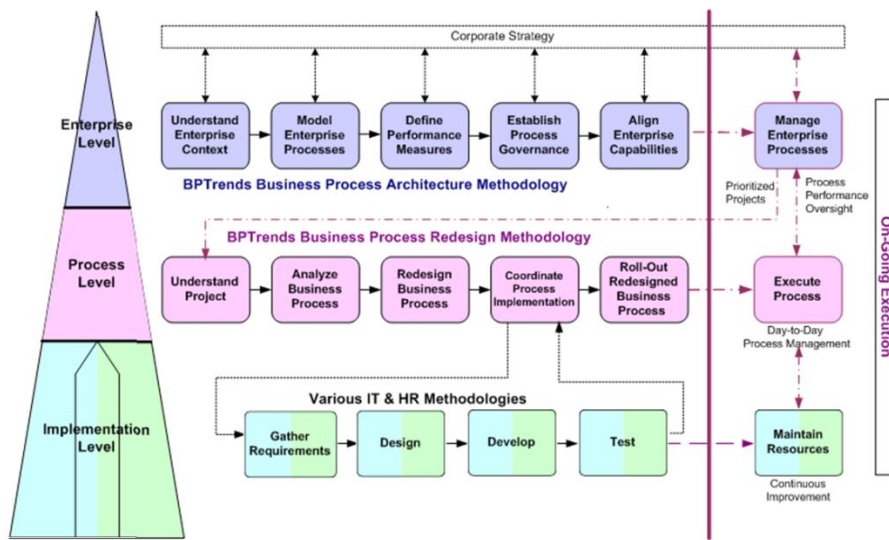 Corporate Strategy
Enterprise
Level
Understand
Enterprise
Context
Model
Enterprise
Processes
Define
Performance
Measures
Establish
Process
Governance
Align
Enterprise
Capabilities
Manage
Enterprise
Processes
BPTrends Business Process Architecture Methodology
Prioritized
Projects
Process
Performance
Oversight
BPTrends Business Process Redesign Methodology
Process
Level
Understand
Project
Analyze
Business
Process
Redesign
Business
Process
Coordinate
Process
Implementation
Roll-Out
Redesigned
Business
Process
Execute
Process
Day-to-Day
Process Management
On-Going Execution
Various IT & HR Methodologies
Implementation
Level
Gather
Requirements
Design
Develop
Test
Maintain
Resources
Continuous
Improvement